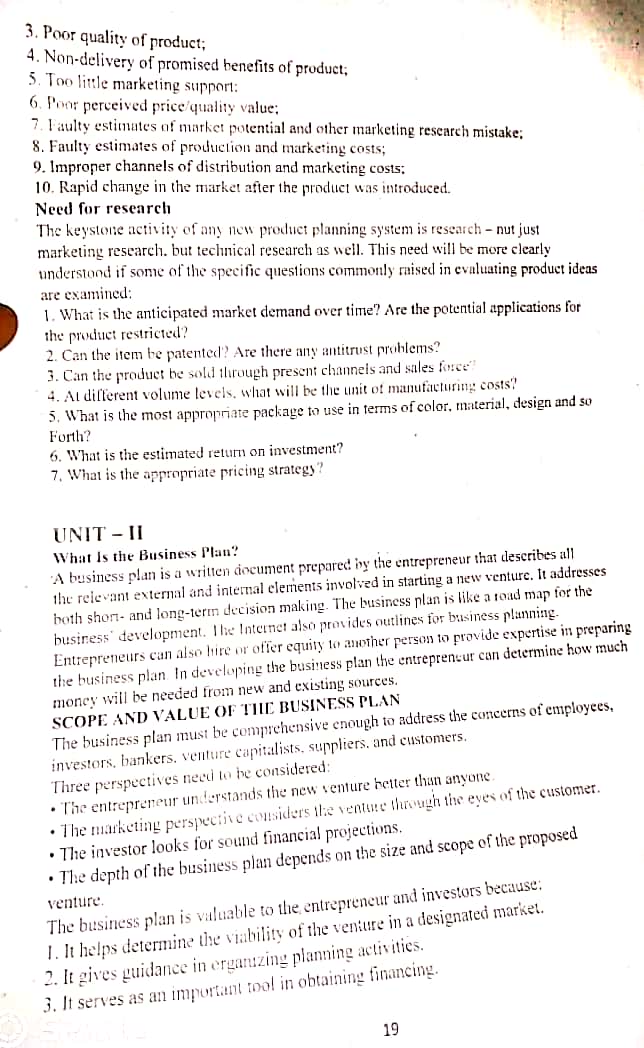 3. Poor quality of product;
4. Non-delivery of promised benefits of product;
5. Too little marketing support;
6. Poor perceived price/quality value;
7. Faulty estimates of market potential and other marketing research mistake;
8. Faulty estimates of production and marketing costs;
9. Improper channels of distribution and marketing costs;
10. Rapid change in the market after the product was introduced.
Need for research
The keystone activity of any new product planning system is research – nut just
marketing research, but technical research as well. This need will be more clearly
understood if some of the specific questions commonly raised in evaluating product ideas
are examined:
1. What is the anticipated market demand over time? Are the potential applications for
the product restricted?
2. Can the item be patented? Are there any antitrust problems?
3. Can the product be sold through present channels and sales force?
4. At different volume levels, what will be the unit of manufacturing costs?
5. What is the most appropriate package to use in terms of color, material, design and so
Forth?
6. What is the estimated return on investment?
7. What is the appropriate pricing strategy?
UNIT – II
What Is the Business Plan?
A business plan is a written document prepared by the entrepreneur that describes all
the relevant external and internal elements involved in starting a new venture. It addresses
both short- and long-term decision making. The business plan is like a road map for the
business' development. The Internet also provides outlines for business planning.
Entrepreneurs can also hire or offer equity to another person to provide expertise in preparing
the business plan. In developing the business plan the entrepreneur can determine how much
money will be needed from new and existing sources.
SCOPE AND VALUE OF THE BUSINESS PLAN
The business plan must be comprehensive enough to address the concerns of employees,
investors, bankers, venture capitalists, suppliers, and customers.
Three perspectives need to be considered:
• The entrepreneur understands the new venture better than anyone.
• The marketing perspective considers the venture through the eyes of the customer.
• The investor looks for sound financial projections.
• The depth of the business plan depends on the size and scope of the proposed
venture.
The business plan is valuable to the entrepreneur and investors because:
1. It helps determine the viability of the venture in a designated market.
2. It gives guidance in organizing planning activities.
3. It serves as an important tool in obtaining financing.
19